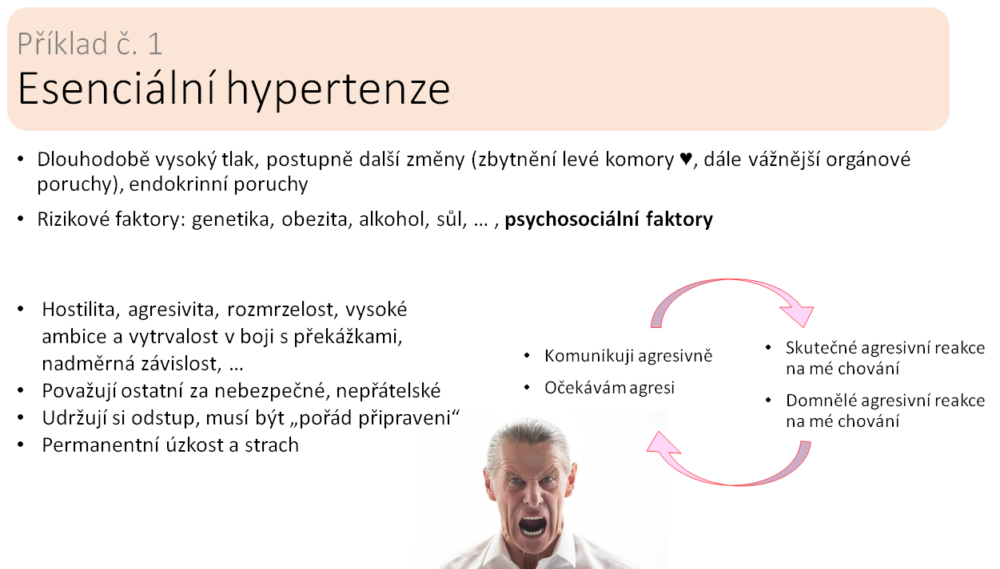 Příklad č. 1
Esenciální hypertenze
• Dlouhodobě vysoký tlak, postupně další změny (zbytnění levé komory ♥, dále vážnější orgánové
poruchy), endokrinní poruchy
• Rizikové faktory: genetika, obezita, alkohol, sůl, … , psychosociální faktory
• Hostilita, agresivita, rozmrzelost, vysoké
ambice a vytrvalost v boji s překážkami,
nadměrná závislost, …
• Považují ostatní za nebezpečné, nepřátelské
• Udržují si odstup, musí být „pořád připraveni“
• Permanentní úzkost a strach
• Komunikuji agresivně
• Očekávám agresi
• Skutečné agresivní reakce
na mé chování
• Domnělé agresivní reakce
na mé chování